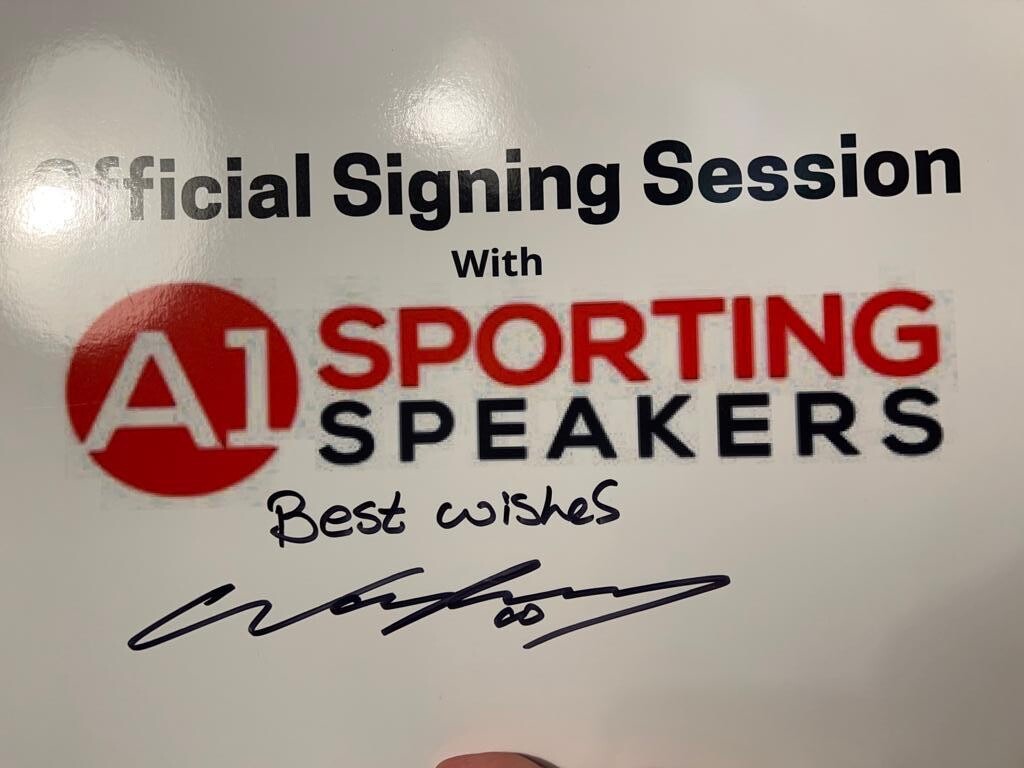 Official Signing Session
With
A1 SPORTING
SPEAKERS
Best wishes